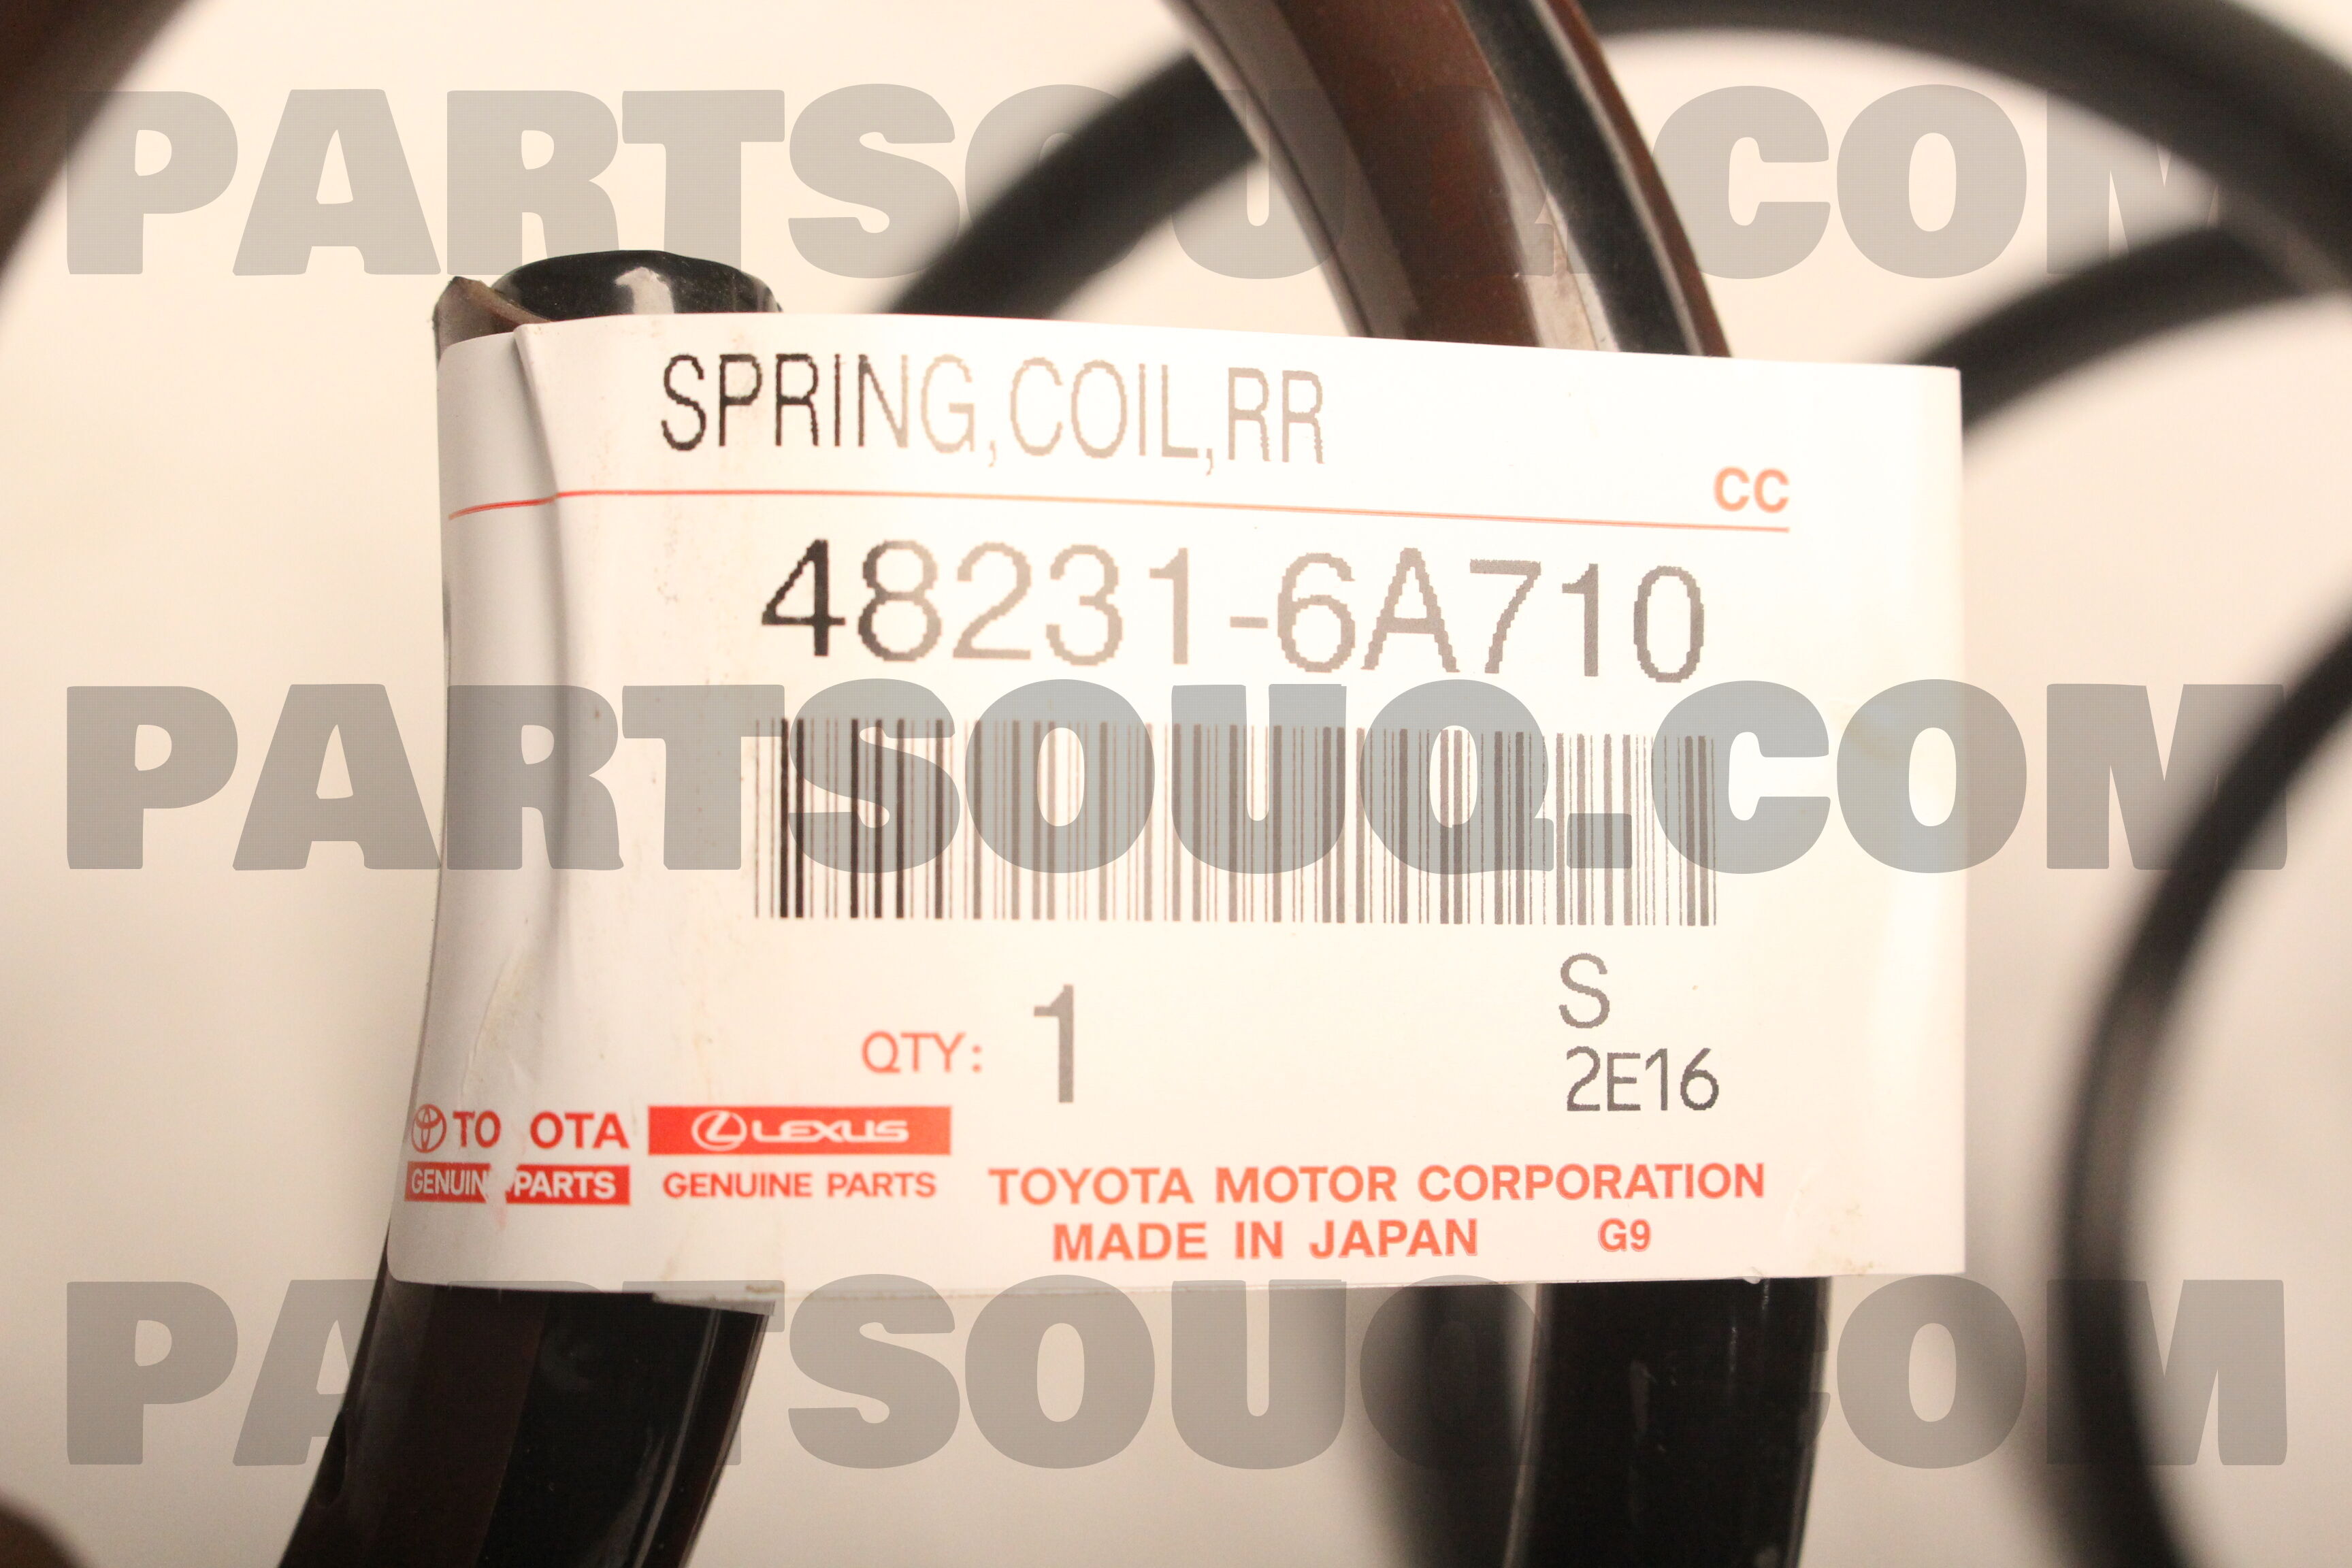 PARTSOUQ.COM
SPRING,COIL,RR
CC
48231-6A710
PARTSOUQ.COM
QTY: 1
S
2E16
TOYOTA
GENUINE PARTS
LEXUS
GENUINE PARTS
TOYOTA MOTOR CORPORATION
MADE IN JAPAN G9
PARTSOUQ.COM